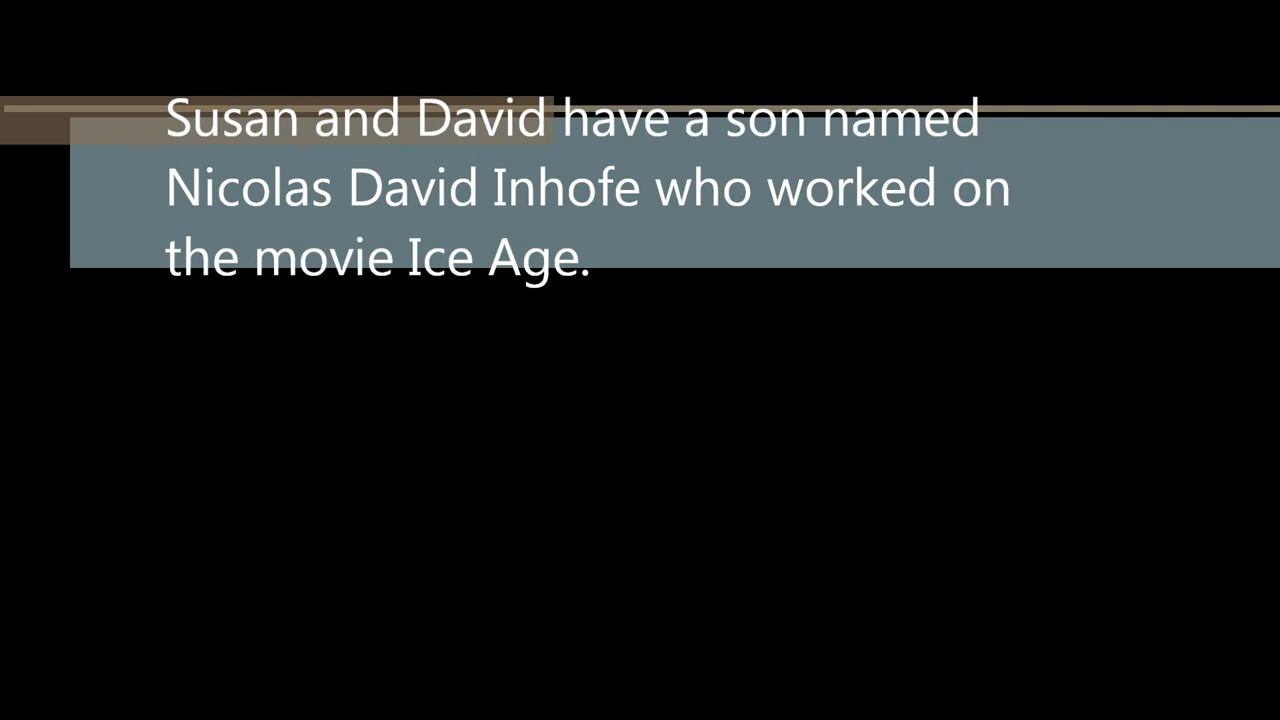 Susan and David have a son named
Nicolas David Inhofe who worked on
the movie Ice Age.